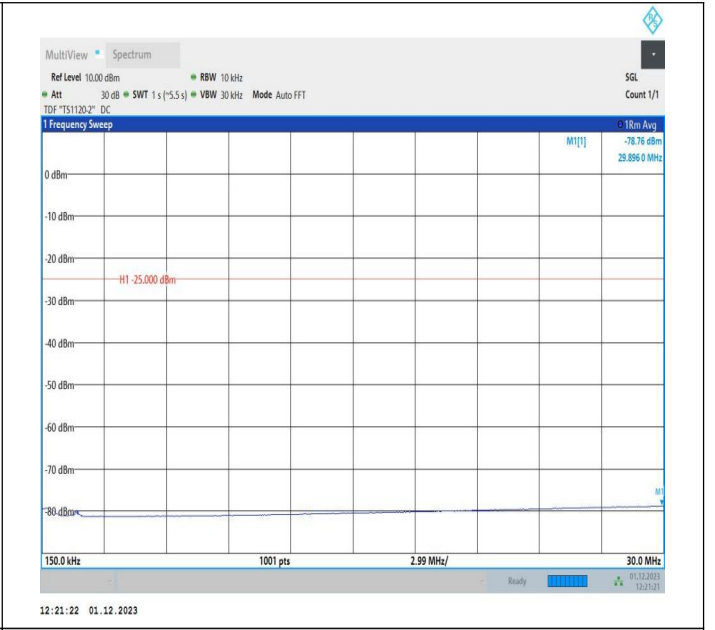 MultiView Spectrum
Ref Level 10.00 dBm RBW 10 kHz SGL
Att 30 dB SWT 1 s (~5.5 s) VBW 30 kHz Mode Auto FFT Count 1/1
TDF "TS1120-2" DC
1 Frequency Sweep 1Rm Avg
M1[1] -78.76 dBm
29.896 0 MHz
0 dBm
-10 dBm
-20 dBm
H1 -25.000 dBm
-30 dBm
-40 dBm
-50 dBm
-60 dBm
-70 dBm
M1
-80 dBm
150.0 kHz 1001 pts 2.99 MHz/ 30.0 MHz
Ready 01.12.2023
12:21:21
12:21:22 01.12.2023